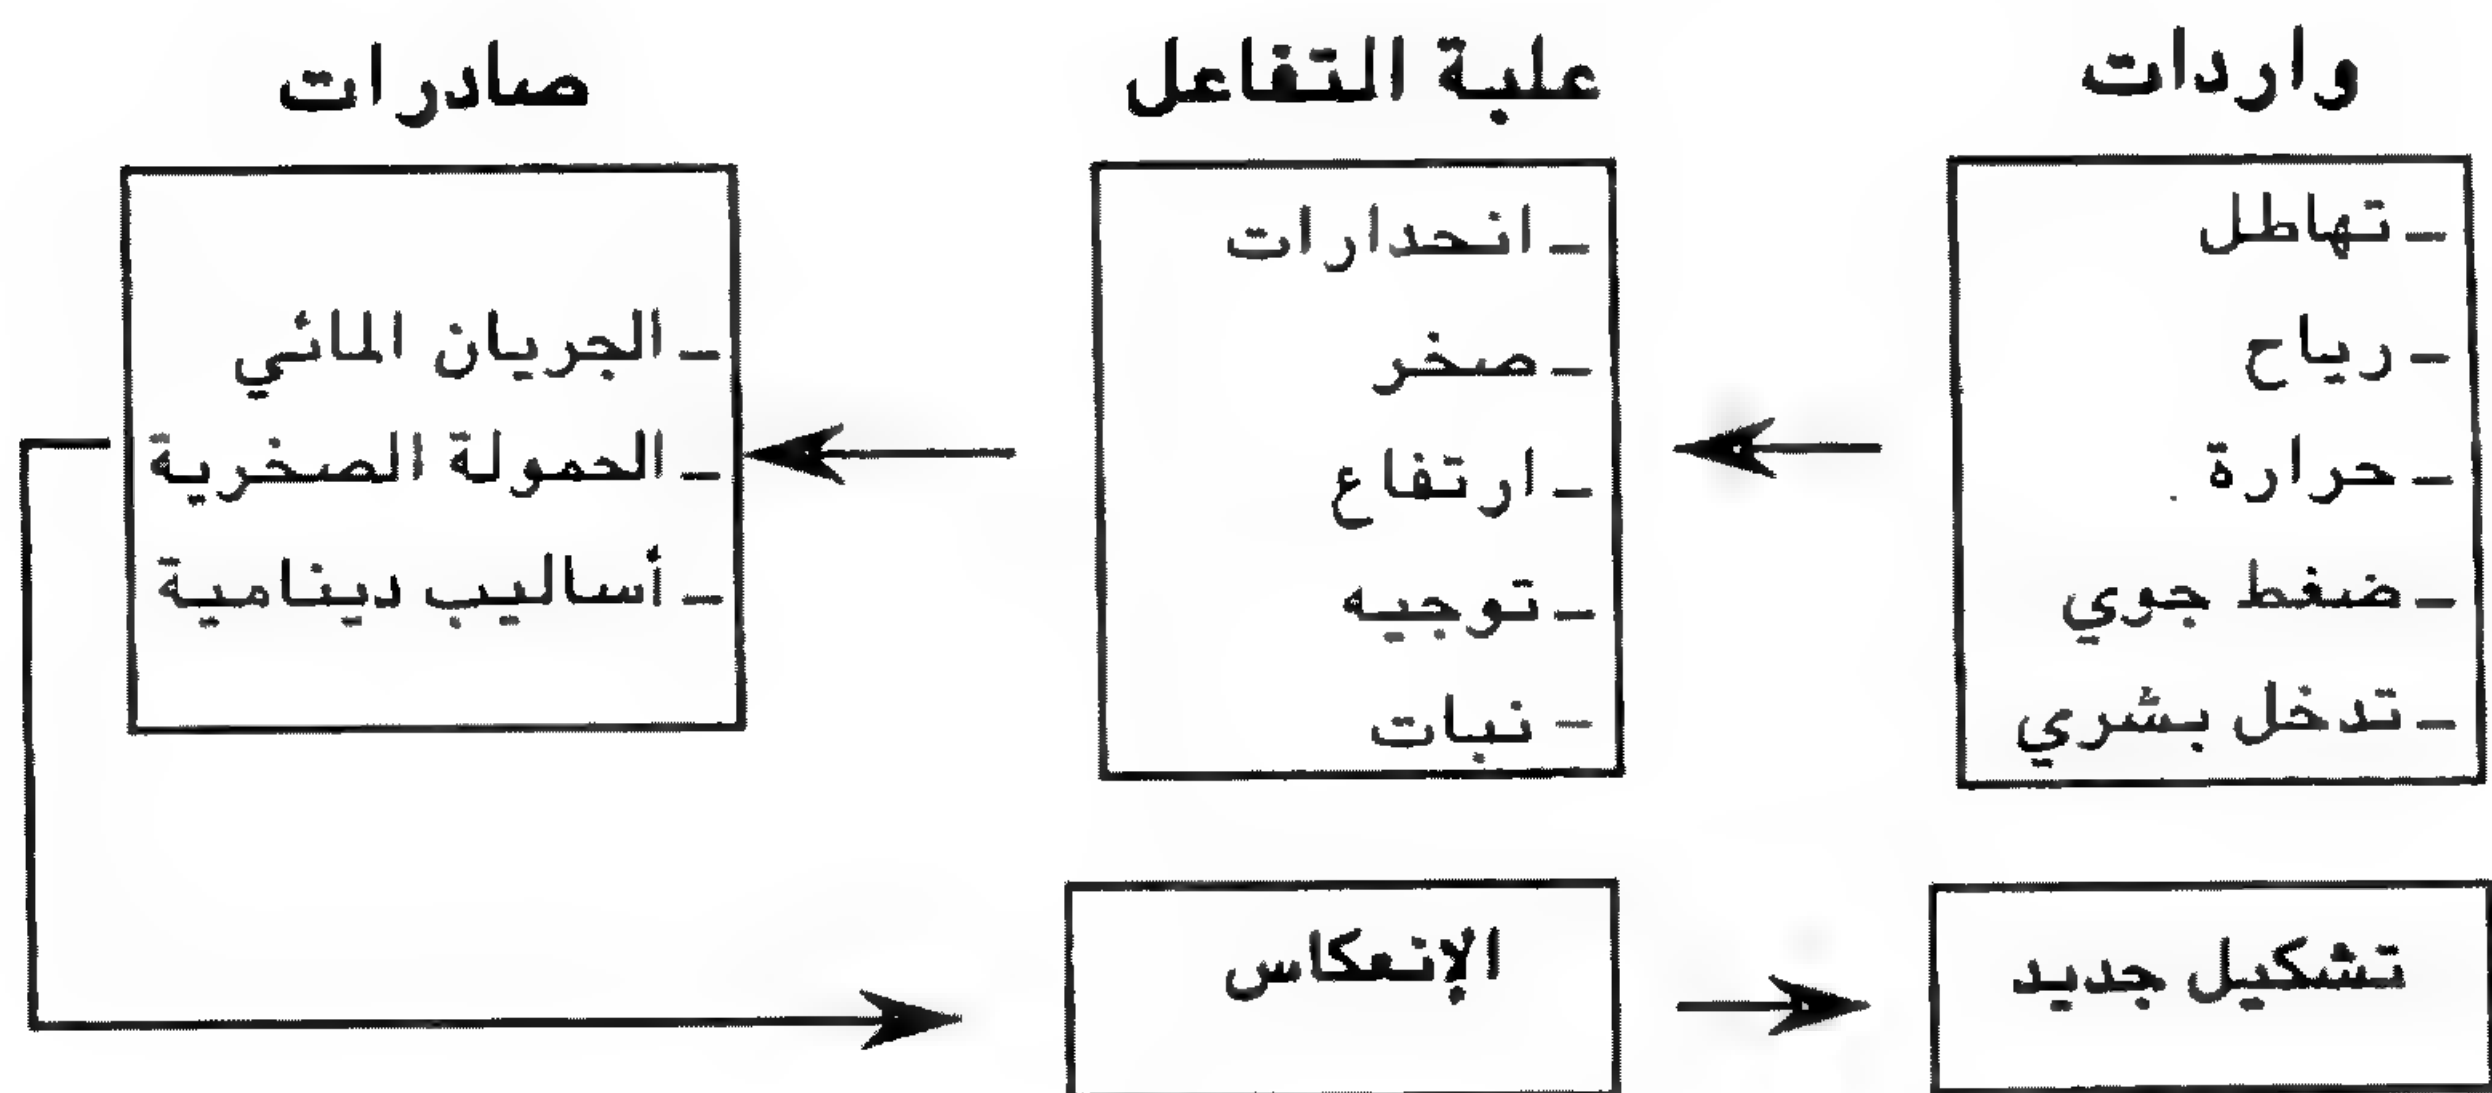 واردات
- تهاطل
- رياح
- حرارة
- ضغط جوي
- تدخل بشري
علبة التفاعل
- انحدارات
- صخر
- ارتفاع
- توجيه
- نبات
صادرات
- الجريان المائي
- الحمولة الصخرية
- أساليب دينامية
الإنعكاس
تشكيل جديد